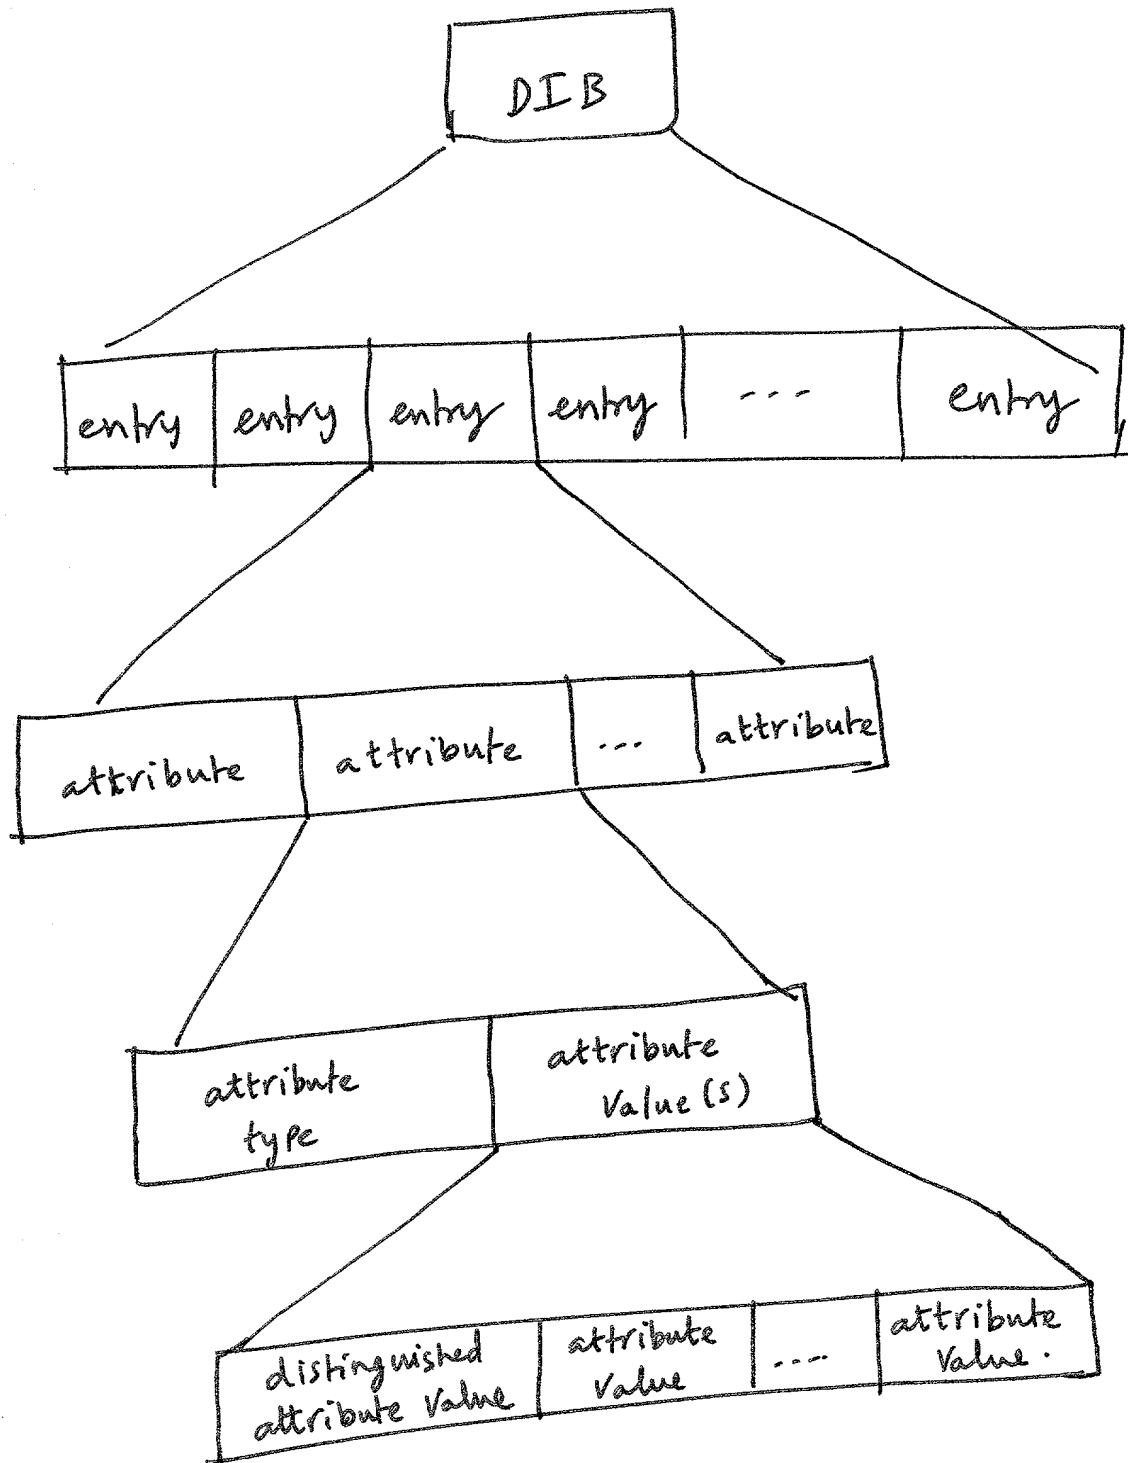 DIB
entry entry entry entry --- entry
attribute attribute ... attribute
attribute
type
attribute
Value(s)
distinguished
attribute value
attribute
value
....
attribute
value.